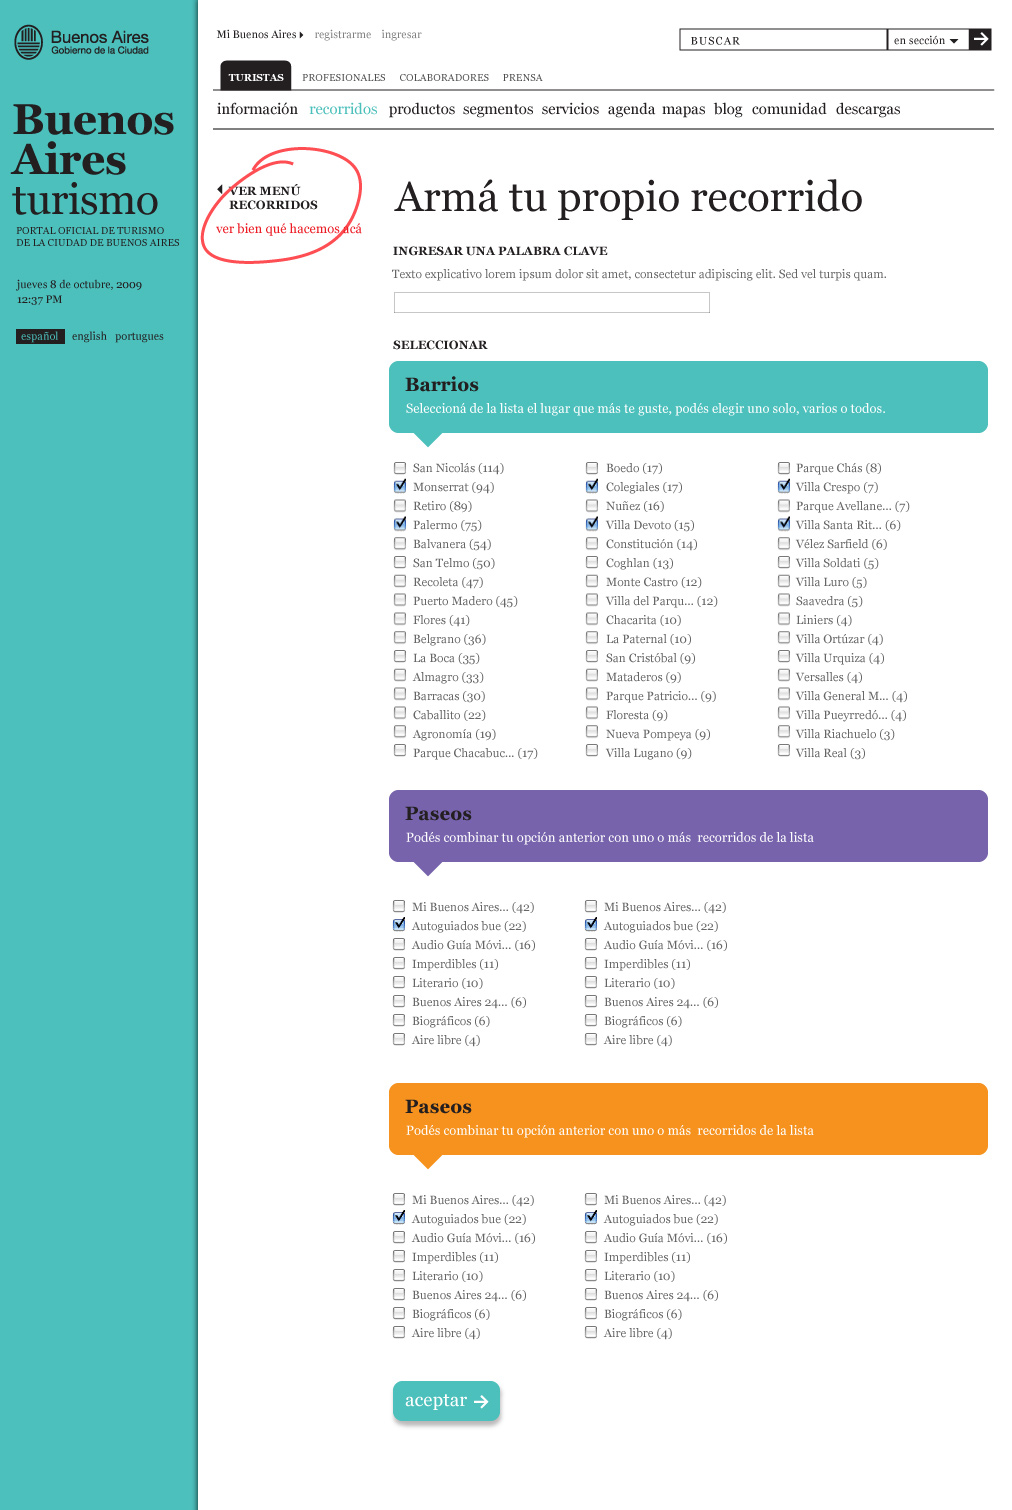 Buenos Aires
Gobierno de la Ciudad
Buenos
Aires
turismo
PORTAL OFICIAL DE TURISMO
DE LA CIUDAD DE BUENOS AIRES
jueves 8 de octubre, 2009
12:37 PM
español english portugues
Mi Buenos Aires registrarme ingresar
BUSCAR en sección
TURISTAS PROFESIONALES COLABORADORES PRENSA
información recorridos productos segmentos servicios agenda mapas blog comunidad descargas
VER MENÚ
RECORRIDOS
ver bien qué hacemos acá
Armá tu propio recorrido
INGRESAR UNA PALABRA CLAVE
Texto explicativo lorem ipsum dolor sit amet, consectetur adipiscing elit. Sed vel turpis quam.
SELECCIONAR
Barrios
Seleccioná de la lista el lugar que más te guste, podés elegir uno solo, varios o todos.
San Nicolás (114)
Monserrat (94)
Retiro (89)
Palermo (75)
Balvanera (54)
San Telmo (50)
Recoleta (47)
Puerto Madero (45)
Flores (41)
Belgrano (36)
La Boca (35)
Almagro (33)
Barracas (30)
Caballito (22)
Agronomía (19)
Parque Chacabuc... (17)
Boedo (17)
Colegiales (17)
Nuñez (16)
Villa Devoto (15)
Constitución (14)
Coghlan (13)
Monte Castro (12)
Villa del Parqu... (12)
Chacarita (10)
La Paternal (10)
San Cristóbal (9)
Mataderos (9)
Parque Patricio... (9)
Floresta (9)
Nueva Pompeya (9)
Villa Lugano (9)
Parque Chás (8)
Villa Crespo (7)
Parque Avellane... (7)
Villa Santa Rit... (6)
Vélez Sarfield (6)
Villa Soldati (5)
Villa Luro (5)
Saavedra (5)
Liniers (4)
Villa Ortúzar (4)
Villa Urquiza (4)
Versalles (4)
Villa General M... (4)
Villa Pueyrredó... (4)
Villa Riachuelo (3)
Villa Real (3)
Paseos
Podés combinar tu opción anterior con uno o más recorridos de la lista
Mi Buenos Aires... (42)
Autoguiados bue (22)
Audio Guía Móvi... (16)
Imperdibles (11)
Literario (10)
Buenos Aires 24... (6)
Biográficos (6)
Aire libre (4)
Mi Buenos Aires... (42)
Autoguiados bue (22)
Audio Guía Móvi... (16)
Imperdibles (11)
Literario (10)
Buenos Aires 24... (6)
Biográficos (6)
Aire libre (4)
Paseos
Podés combinar tu opción anterior con uno o más recorridos de la lista
Mi Buenos Aires... (42)
Autoguiados bue (22)
Audio Guía Móvi... (16)
Imperdibles (11)
Literario (10)
Buenos Aires 24... (6)
Biográficos (6)
Aire libre (4)
Mi Buenos Aires... (42)
Autoguiados bue (22)
Audio Guía Móvi... (16)
Imperdibles (11)
Literario (10)
Buenos Aires 24... (6)
Biográficos (6)
Aire libre (4)
aceptar